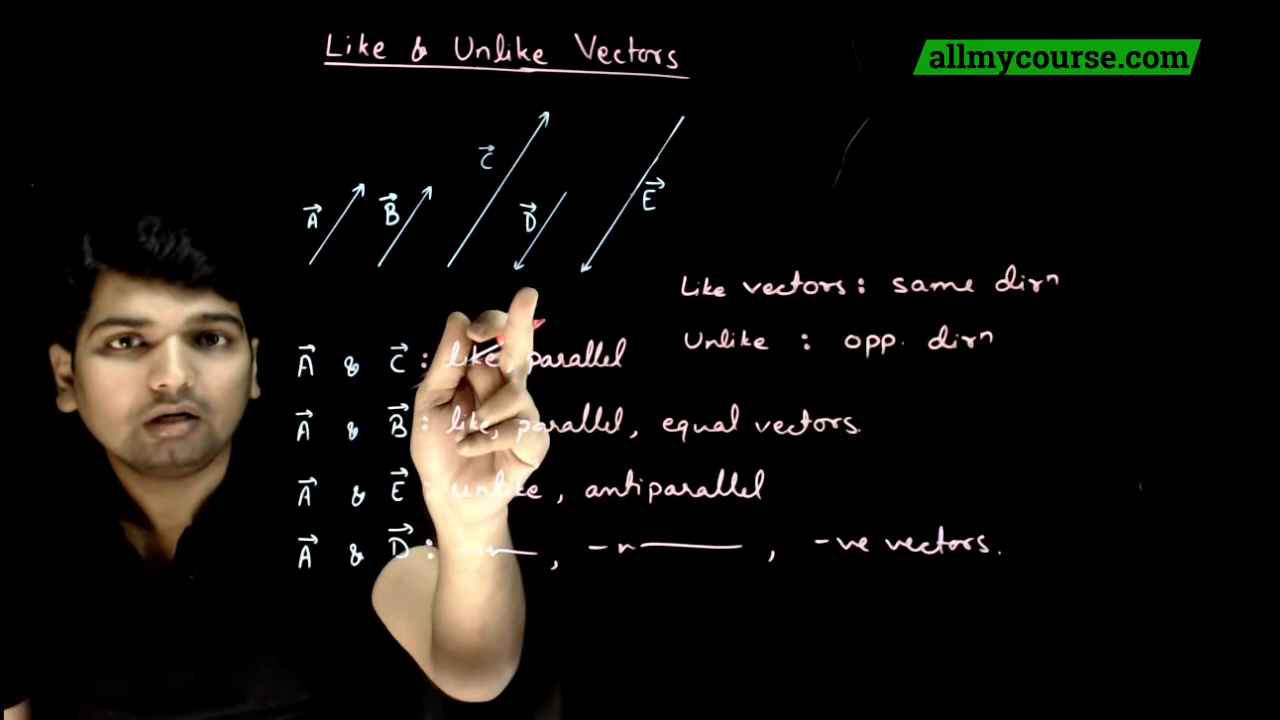 Like & Unlike Vectors
allmycourse.com
C
A
B
D
E
Like vectors : same dirⁿ
Unlike : opp. dirⁿ
A & C : like, parallel
A & B : like, parallel, equal vectors.
A & E : unlike, antiparallel
A & D : —〃—, —〃—, -ve vectors.